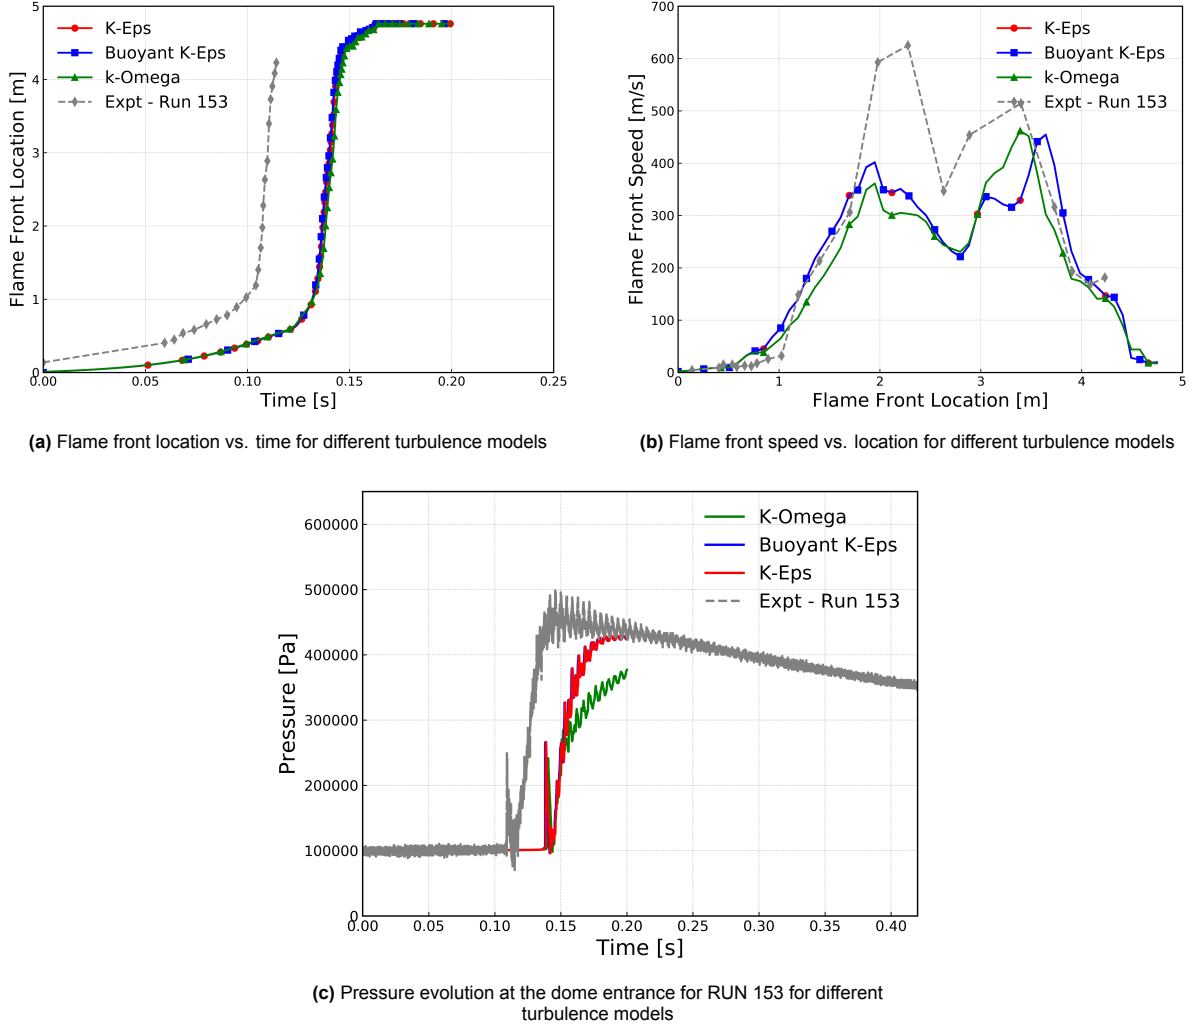 K-Eps
Buoyant K-Eps
k-Omega
Expt - Run 153
Flame Front Location [m]
5
4
3
2
1
0
0.00 0.05 0.10 0.15 0.20 0.25
Time [s]
(a) Flame front location vs. time for different turbulence models
K-Eps
Buoyant K-Eps
k-Omega
Expt - Run 153
Flame Front Speed [m/s]
700
600
500
400
300
200
100
0
0 1 2 3 4 5
Flame Front Location [m]
(b) Flame front speed vs. location for different turbulence models
K-Omega
Buoyant K-Eps
K-Eps
Expt - Run 153
Pressure [Pa]
600000
500000
400000
300000
200000
100000
0
0.00 0.05 0.10 0.15 0.20 0.25 0.30 0.35 0.40
Time [s]
(c) Pressure evolution at the dome entrance for RUN 153 for different
turbulence models